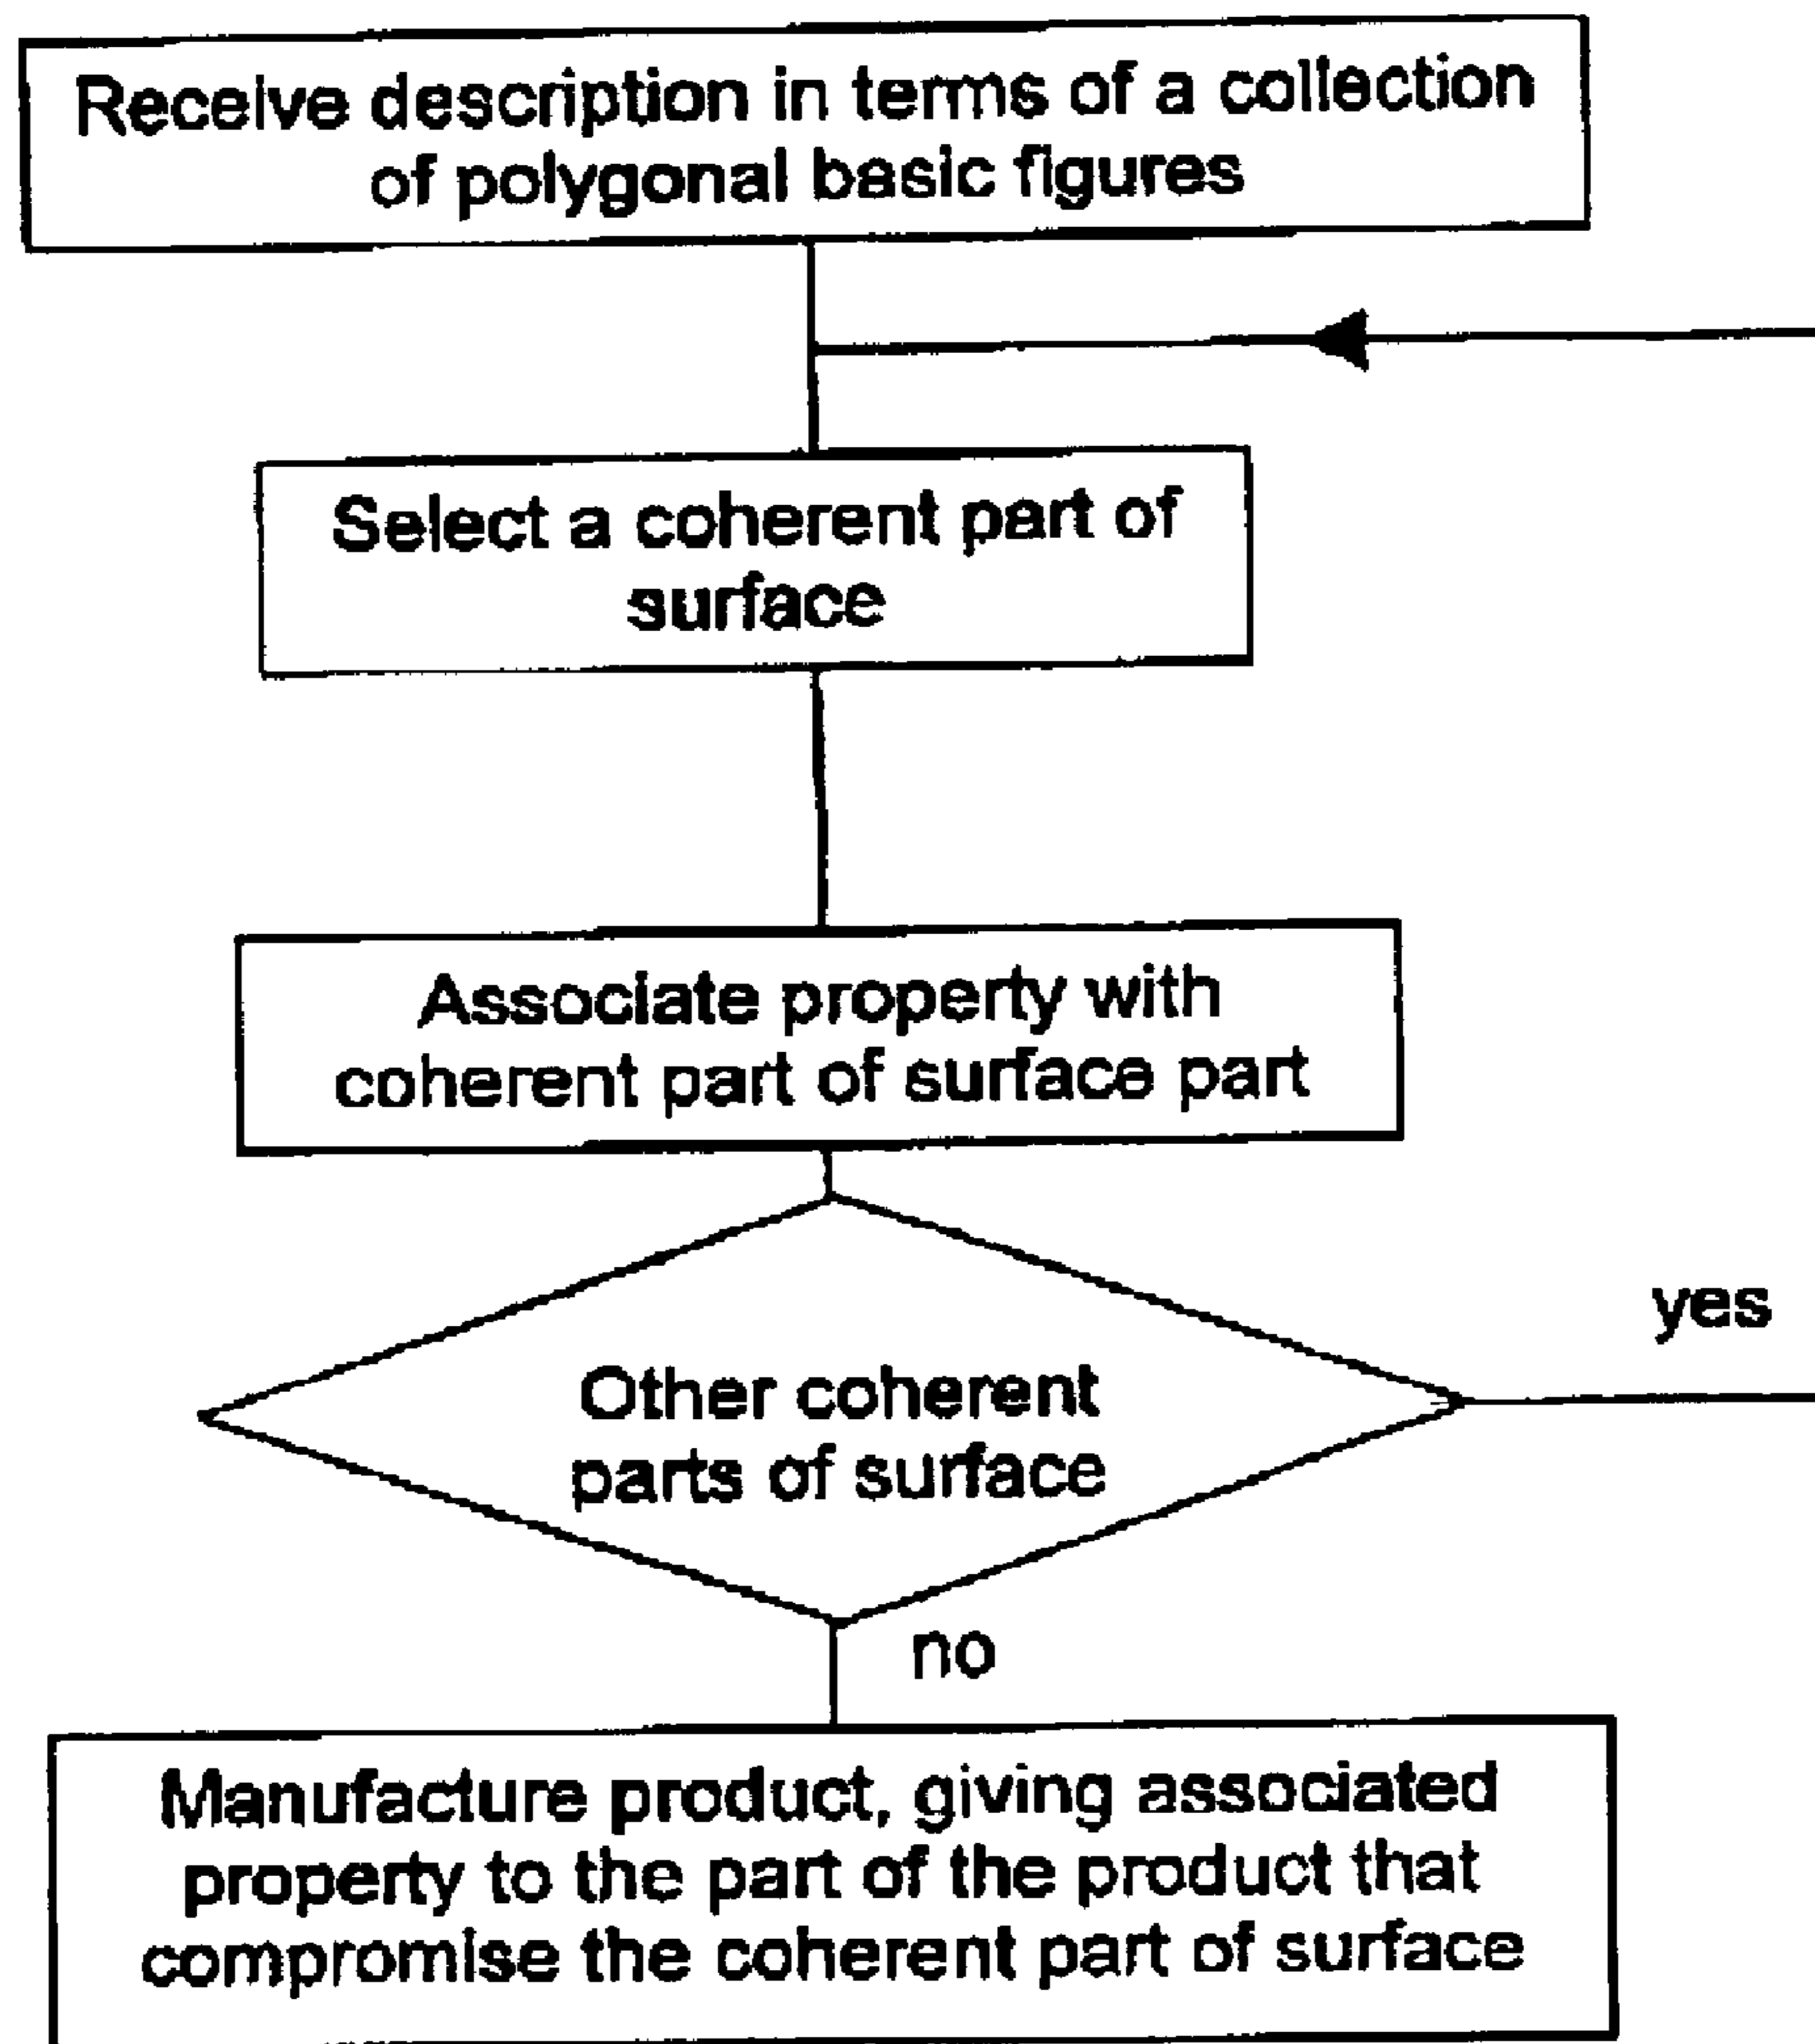 Receive description in terms of a collection
of polygonal basic figures
Select a coherent part of
surface
Associate property with
coherent part of surface part
yes
Other coherent
parts of surface
no
Manufacture product, giving associated
property to the part of the product that
compromise the coherent part of surface